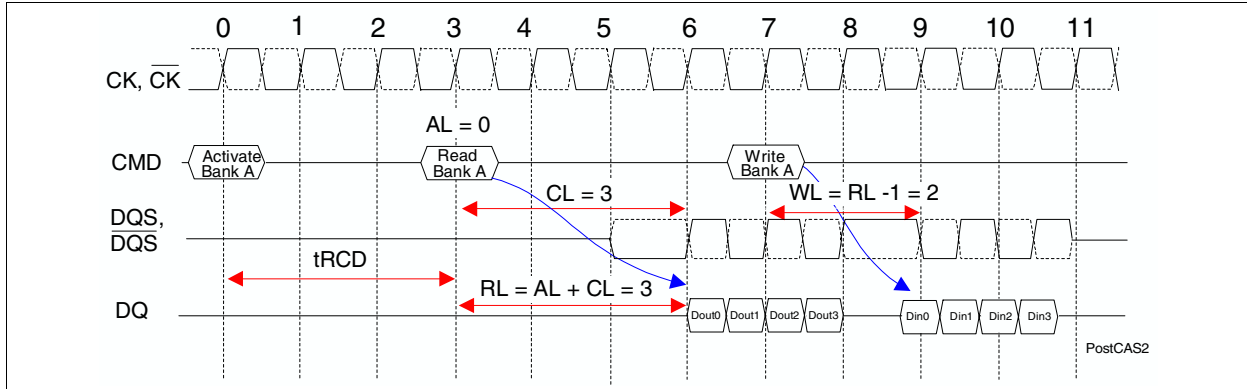 0 1 2 3 4 5 6 7 8 9 10 11
CK, CK
AL = 0
CMD
Activate
Bank A
Read
Bank A
Write
Bank A
CL = 3
WL = RL -1 = 2
DQS,
DQS
tRCD
RL = AL + CL = 3
DQ
Dout0 Dout1 Dout2 Dout3
Din0 Din1 Din2 Din3
PostCAS2